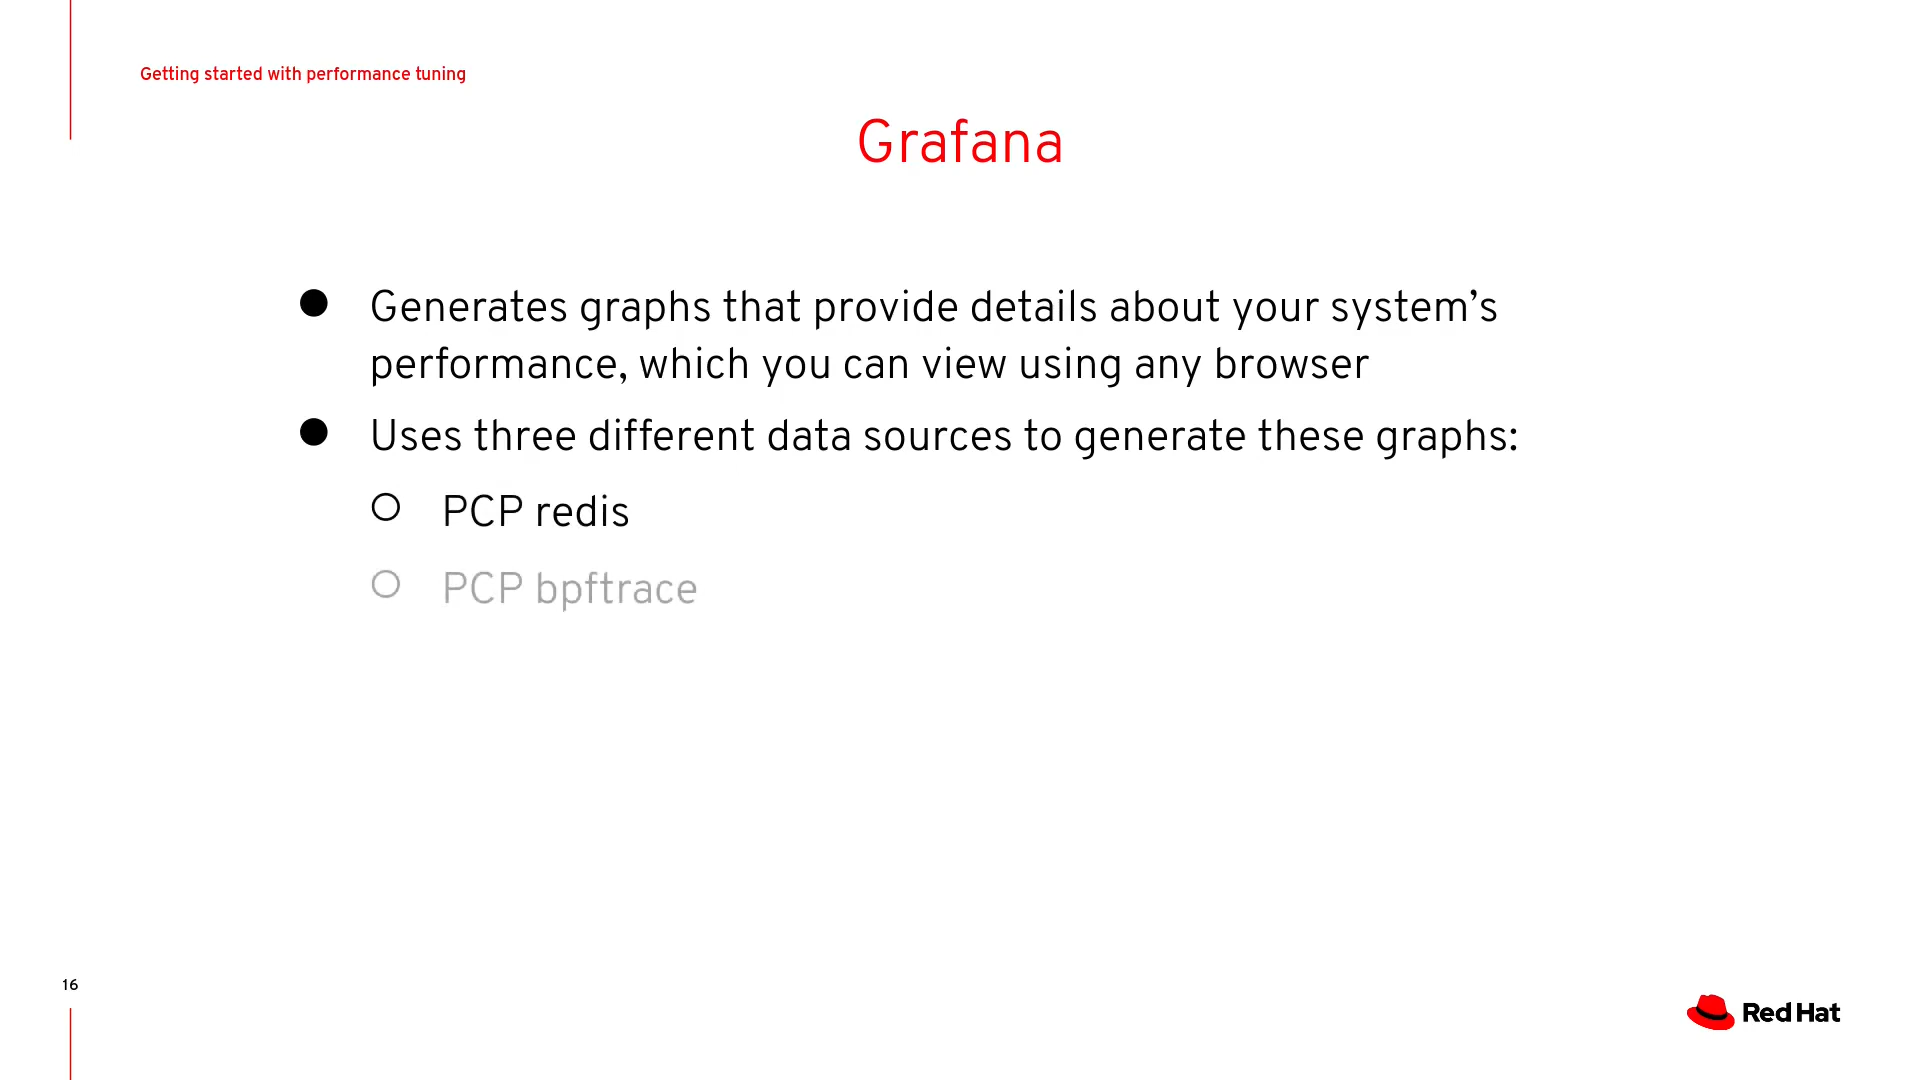 Getting started with performance tuning
Grafana
● Generates graphs that provide details about your system’s
performance, which you can view using any browser
● Uses three different data sources to generate these graphs:
○ PCP redis
○ PCP bpftrace
16
Red Hat